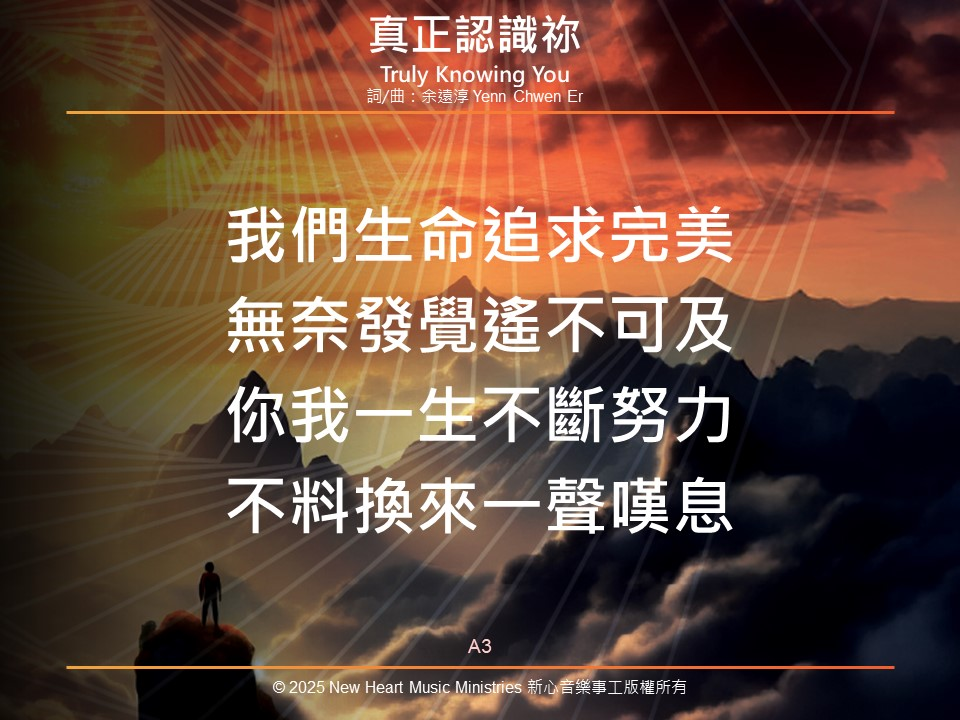 真正認識祢
Truly Knowing You
詞/曲：余遠淳 Yenn Chwen Er
我們生命追求完美
無奈發覺遙不可及
你我一生不斷努力
不料換來一聲嘆息
A3
© 2025 New Heart Music Ministries 新心音樂事工版權所有